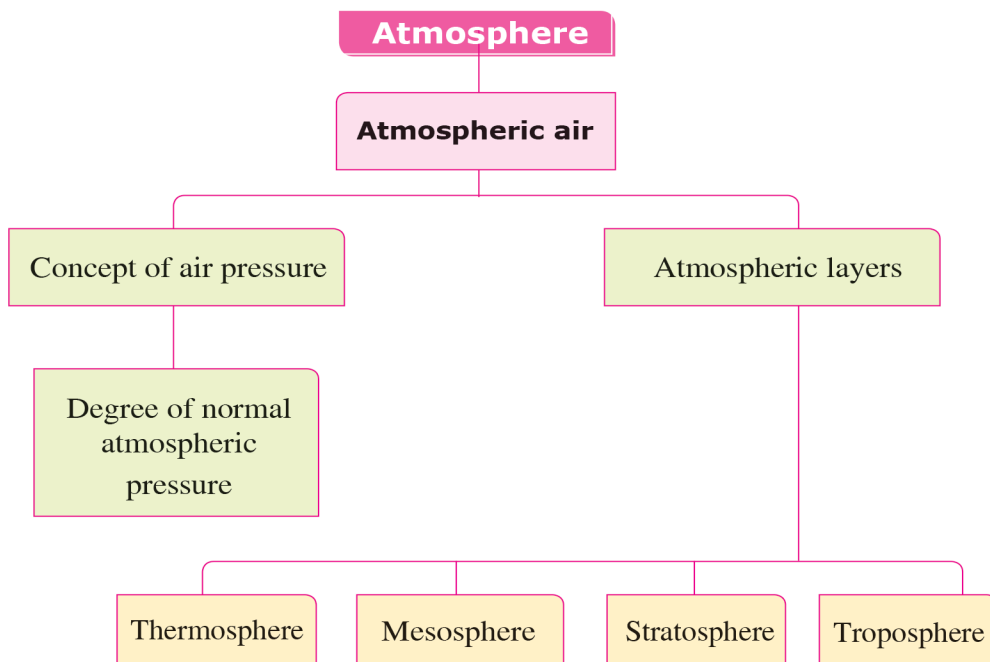 Atmosphere
Atmospheric air
Concept of air pressure
Atmospheric layers
Degree of normal
atmospheric
pressure
Thermosphere
Mesosphere
Stratosphere
Troposphere